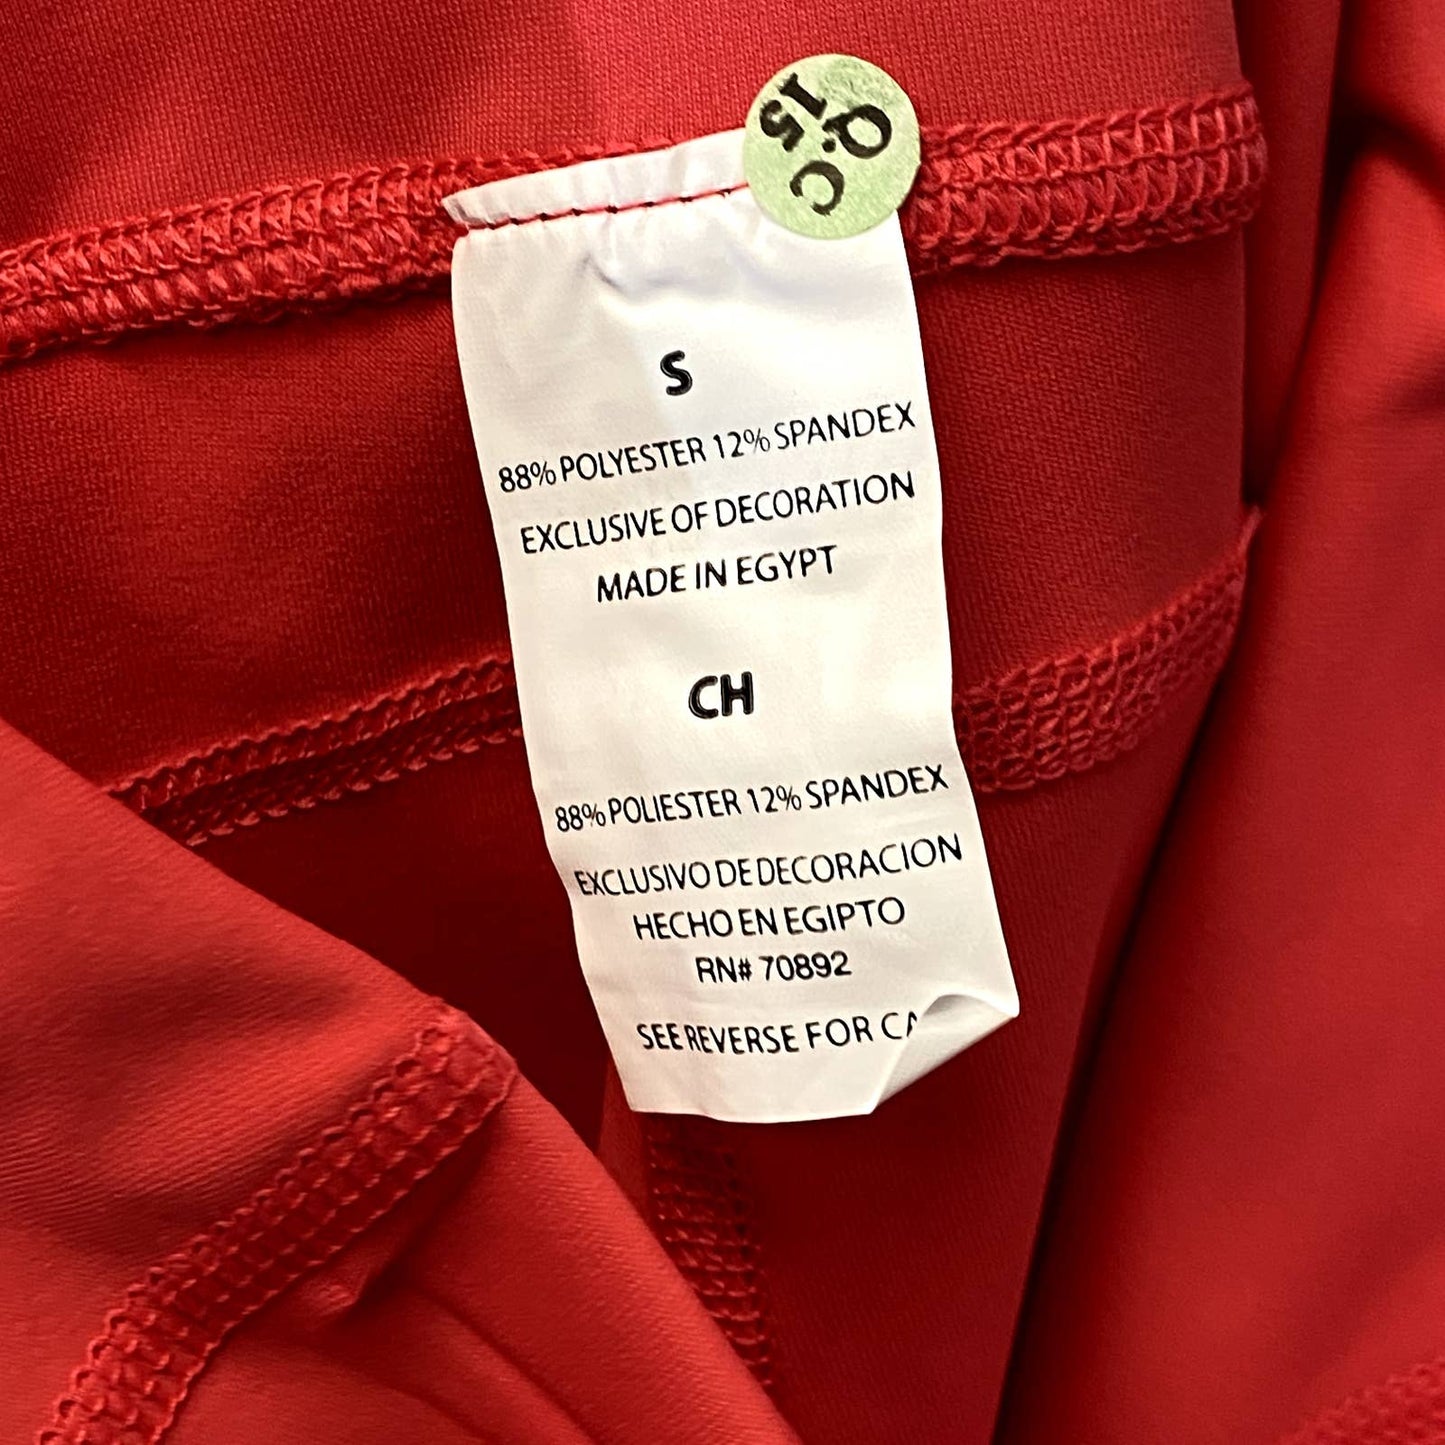 Q.C
15
S
88% POLYESTER 12% SPANDEX
EXCLUSIVE OF DECORATION
MADE IN EGYPT
CH
88% POLIESTER 12% SPANDEX
EXCLUSIVO DE DECORACION
HECHO EN EGIPTO
RN# 70892
SEE REVERSE FOR